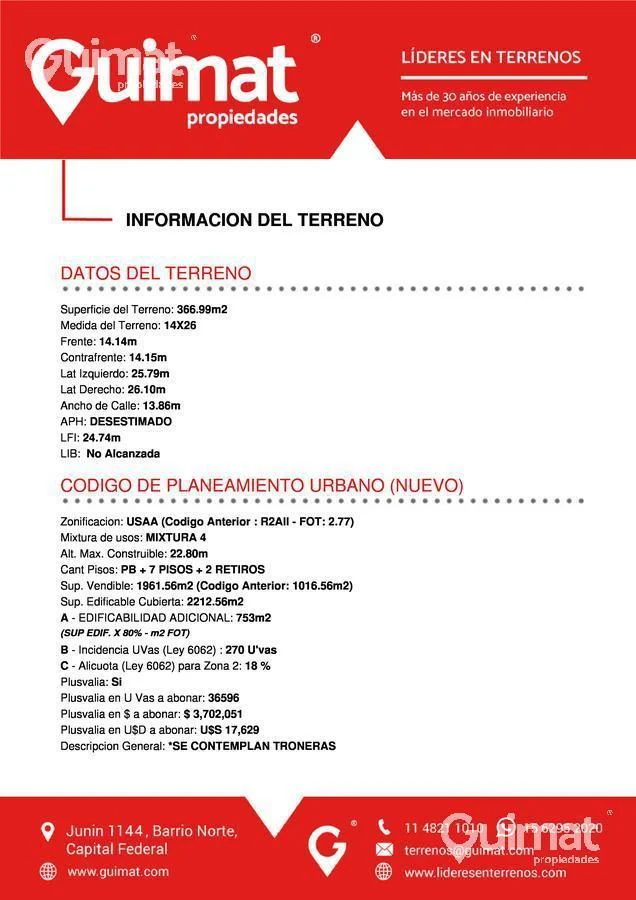 Guimat
propiedades
®
LÍDERES EN TERRENOS
Más de 30 años de experiencia
en el mercado inmobiliario
INFORMACION DEL TERRENO
DATOS DEL TERRENO
Superficie del Terreno: 366.99m2
Medida del Terreno: 14X26
Frente: 14.14m
Contrafrente: 14.15m
Lat Izquierdo: 25.79m
Lat Derecho: 26.10m
Ancho de Calle: 13.86m
APH: DESESTIMADO
LFI: 24.74m
LIB: No Alcanzada
CODIGO DE PLANEAMIENTO URBANO (NUEVO)
Zonificacion: USAA (Codigo Anterior : R2AII - FOT: 2.77)
Mixtura de usos: MIXTURA 4
Alt. Max. Construible: 22.80m
Cant Pisos: PB + 7 PISOS + 2 RETIROS
Sup. Vendible: 1961.56m2 (Codigo Anterior: 1016.56m2)
Sup. Edificable Cubierta: 2212.56m2
A - EDIFICABILIDAD ADICIONAL: 753m2
(SUP EDIF. X 80% - m2 FOT)
B - Incidencia UVas (Ley 6062) : 270 U'vas
C - Alicuota (Ley 6062) para Zona 2: 18 %
Plusvalia: Si
Plusvalia en U Vas a abonar: 36596
Plusvalia en $ a abonar: $ 3,702,051
Plusvalia en U$D a abonar: U$S 17,629
Descripcion General: *SE CONTEMPLAN TRONERAS
Junin 1144, Barrio Norte,
Capital Federal
www.guimat.com
G®
11 4821 1010 15 6296 2020
terrenos@guimat.com
www.lideresenterrenos.com
Guimat®
propiedades